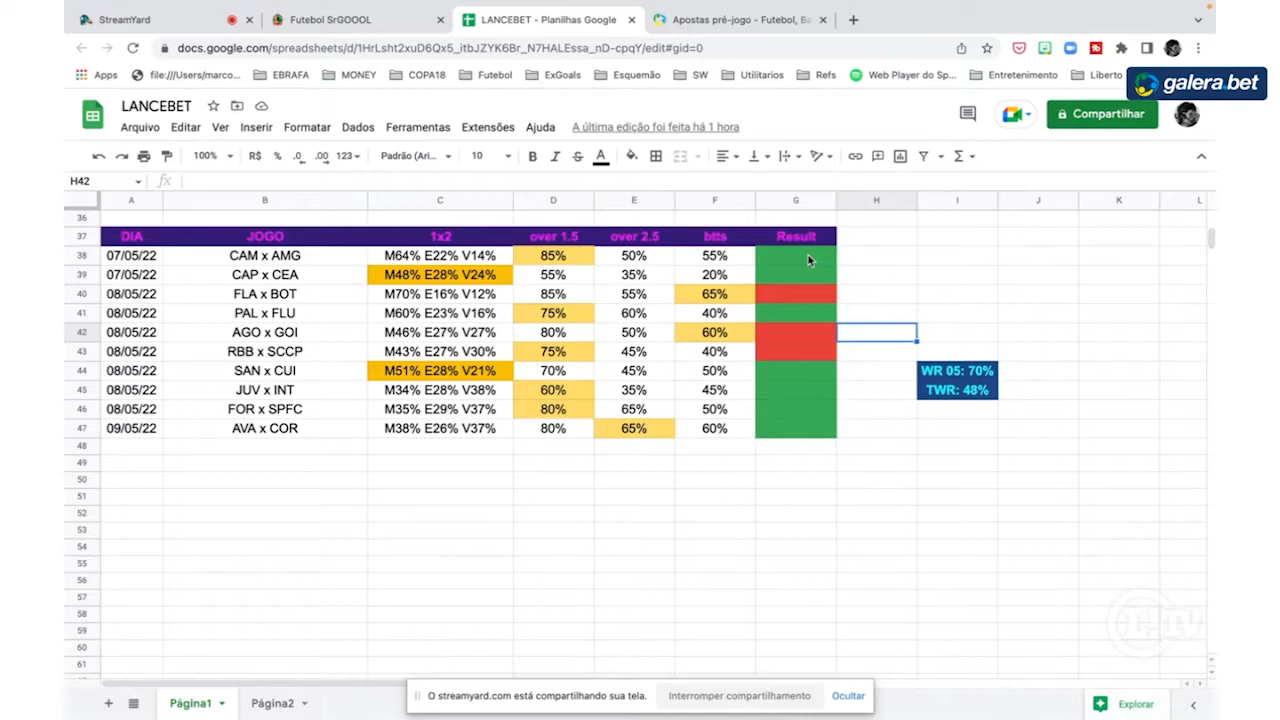 StreamYard
Futebol SrGOOOL
LANCEBET - Planilhas Google
Apostas pré-jogo - Futebol, Ba
docs.google.com/spreadsheets/d/1HrLsht2xuD6Qx5_itbJZYK6Br_N7HALEssa_nD-cpqY/edit#gid=0
Apps file:///Users/marco... EBRAFA MONEY COPA18 Futebol ExGoals Esquemão SW Utilitarios Refs Web Player do Sp... Entretenimento Liberto
galera.bet
LANCEBET
Arquivo Editar Ver Inserir Formatar Dados Ferramentas Extensões Ajuda A última edição foi feita há 1 hora
Compartilhar
100% R$ % .0 .00 123 Padrão (Ari... 10 B I S A
H42 fx
A B C D E F G H I J K L
36
37 DIA JOGO 1x2 over 1.5 over 2.5 btts Result
38 07/05/22 CAM x AMG M64% E22% V14% 85% 50% 55%
39 07/05/22 CAP x CEA M48% E28% V24% 55% 35% 20%
40 08/05/22 FLA x BOT M70% E16% V12% 85% 55% 65%
41 08/05/22 PAL x FLU M60% E23% V16% 75% 60% 40%
42 08/05/22 AGO x GOI M46% E27% V27% 80% 50% 60%
43 08/05/22 RBB x SCCP M43% E27% V30% 75% 45% 40%
44 08/05/22 SAN x CUI M51% E28% V21% 70% 45% 50% WR 05: 70%
45 08/05/22 JUV x INT M34% E28% V38% 60% 35% 45% TWR: 48%
46 08/05/22 FOR x SPFC M35% E29% V37% 80% 65% 50%
47 09/05/22 AVA x COR M38% E26% V37% 80% 65% 60%
48
49
50
51
52
53
54
55
56
57
58
59
60
61
L!TV
O streamyard.com está compartilhando sua tela. Interromper compartilhamento Ocultar
Página1 Página2 Explorar